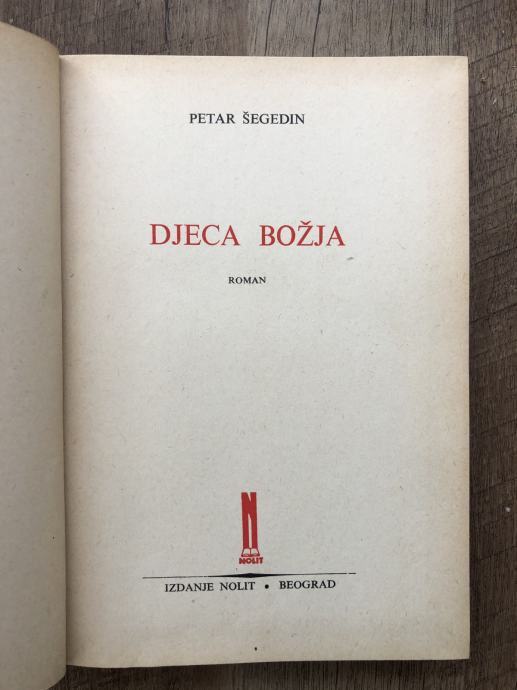 PETAR ŠEGEDIN
DJECA BOŽJA
ROMAN
N
NOLIT
IZDANJE NOLIT • BEOGRAD